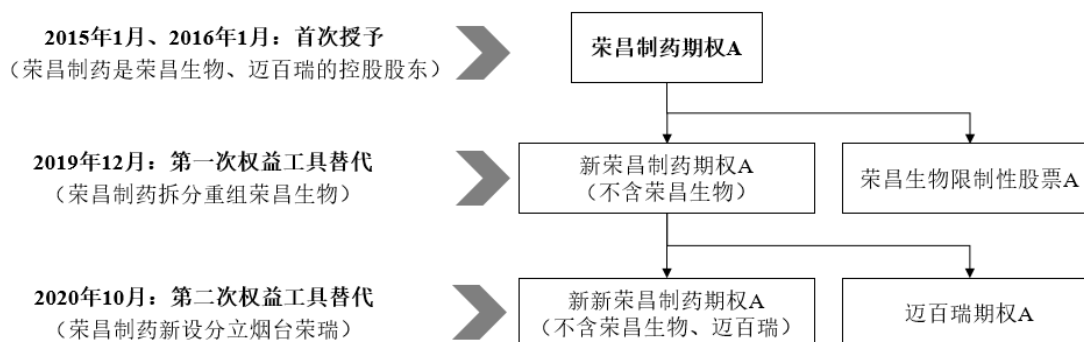 2015年1月、2016年1月：首次授予
（荣昌制药是荣昌生物、迈百瑞的控股股东）
荣昌制药期权A
2019年12月：第一次权益工具替代
（荣昌制药拆分重组荣昌生物）
新荣昌制药期权A
（不含荣昌生物）
荣昌生物限制性股票A
2020年10月：第二次权益工具替代
（荣昌制药新设分立烟台荣瑞）
新新荣昌制药期权A
（不含荣昌生物、迈百瑞）
迈百瑞期权A